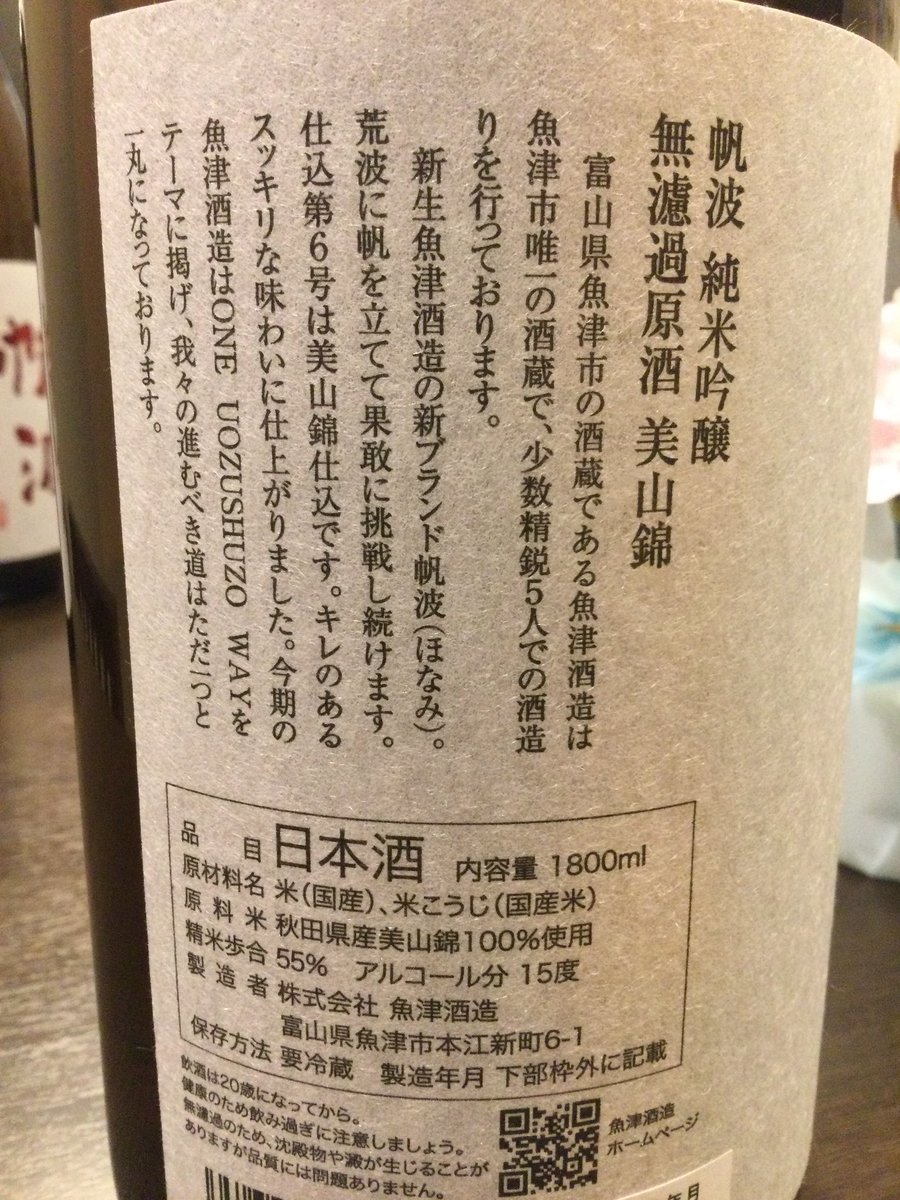 帆波 純米吟醸
無濾過原酒 美山錦
富山県魚津市の酒蔵である魚津酒造は
魚津市唯一の酒蔵で、少数精鋭5人での酒造
りを行っております。
新生魚津酒造の新ブランド帆波(ほなみ)。
荒波に帆を立てて果敢に挑戦し続けます。
仕込第6号は美山錦仕込です。キレのある
スッキリな味わいに仕上がりました。今期の
魚津酒造はONE UOZUSHUZO WAYを
テーマに掲げ、我々の進むべき道はただ一つと
一丸になっております。
品目 日本酒 内容量 1800ml
原材料名 米(国産)、米こうじ(国産米)
原料米 秋田県産美山錦100%使用
精米歩合 55% アルコール分 15度
製造者 株式会社 魚津酒造
富山県魚津市本江新町6-1
保存方法 要冷蔵 製造年月 下部枠外に記載
飲酒は20歳になってから。
健康のため飲み過ぎに注意しましょう。
無濾過のため、沈殿物や澱が生じることが
ありますが品質には問題ありません。
魚津酒造
ホームページ
年月